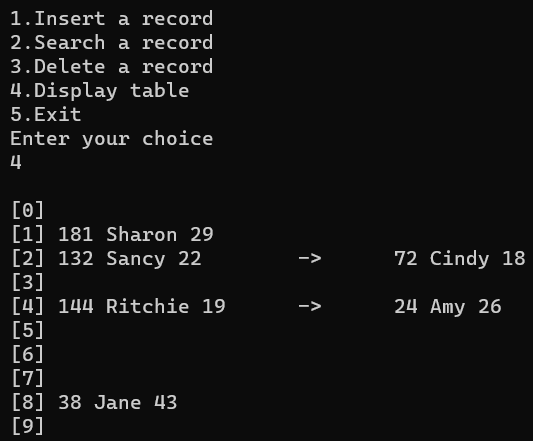 1.Insert a record
2.Search a record
3.Delete a record
4.Display table
5.Exit
Enter your choice
4
[0]
[1] 181 Sharon 29
[2] 132 Sancy 22 -> 72 Cindy 18
[3]
[4] 144 Ritchie 19 -> 24 Amy 26
[5]
[6]
[7]
[8] 38 Jane 43
[9]